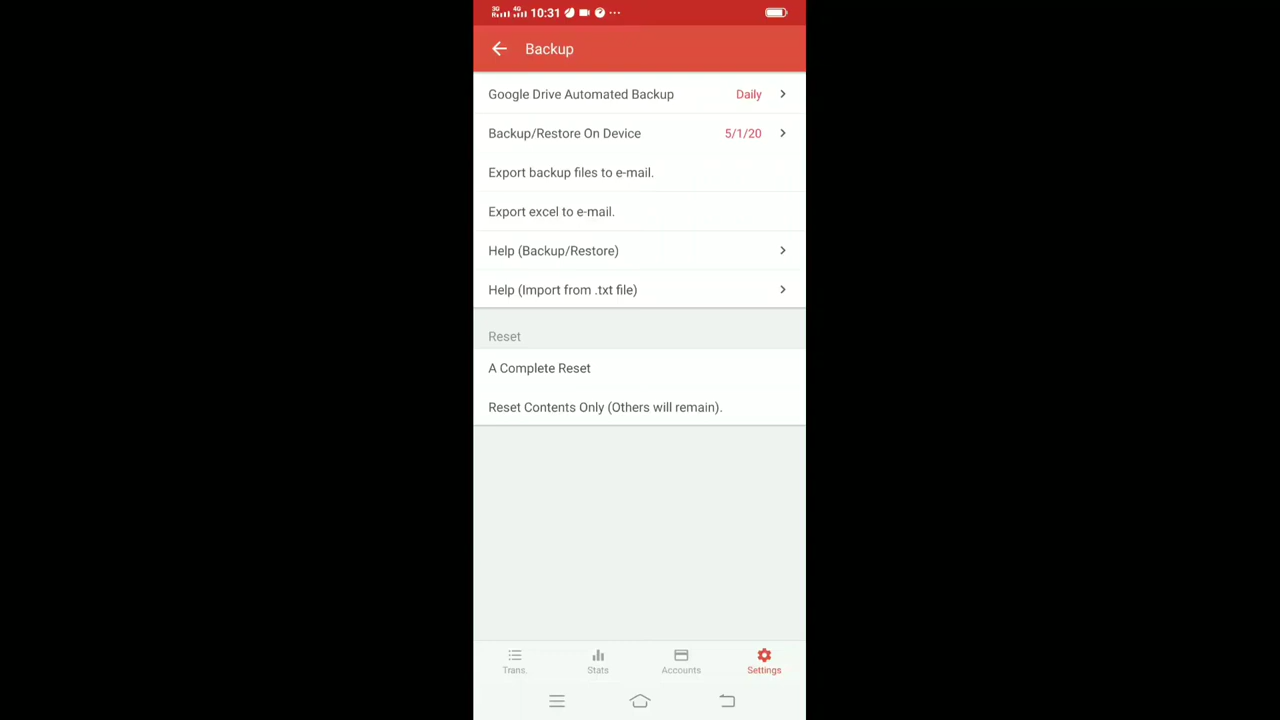 3G R 4G 10:31 ...
Backup
Google Drive Automated Backup Daily
Backup/Restore On Device 5/1/20
Export backup files to e-mail.
Export excel to e-mail.
Help (Backup/Restore)
Help (Import from .txt file)
Reset
A Complete Reset
Reset Contents Only (Others will remain).
Trans. Stats Accounts Settings